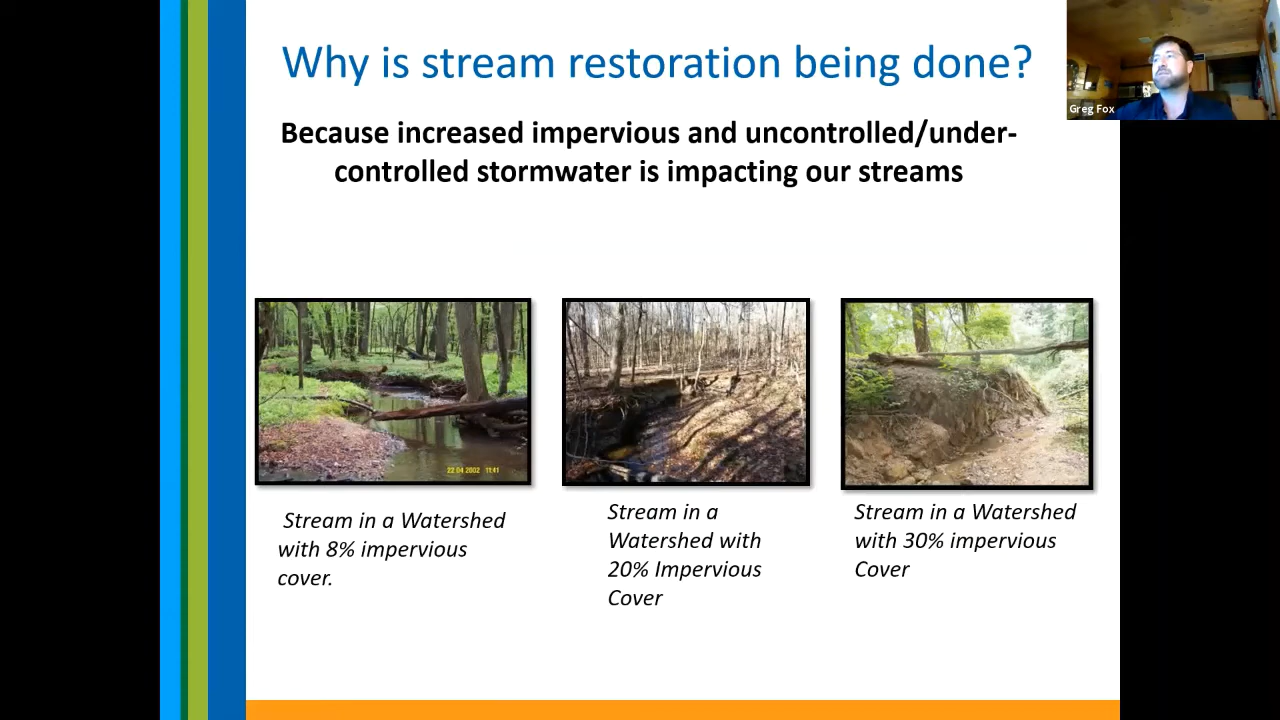 Why is stream restoration being done?
Greg Fox
Because increased impervious and uncontrolled/under-
controlled stormwater is impacting our streams
22 04 2002 11:41
Stream in a Watershed
with 8% impervious
cover.
Stream in a
Watershed with
20% Impervious
Cover
Stream in a Watershed
with 30% impervious
Cover